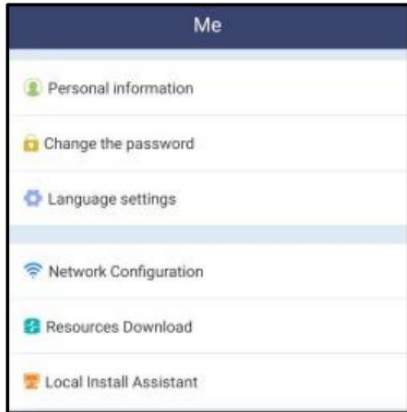 Me
Personal information
Change the password
Language settings
Network Configuration
Resources Download
Local Install Assistant